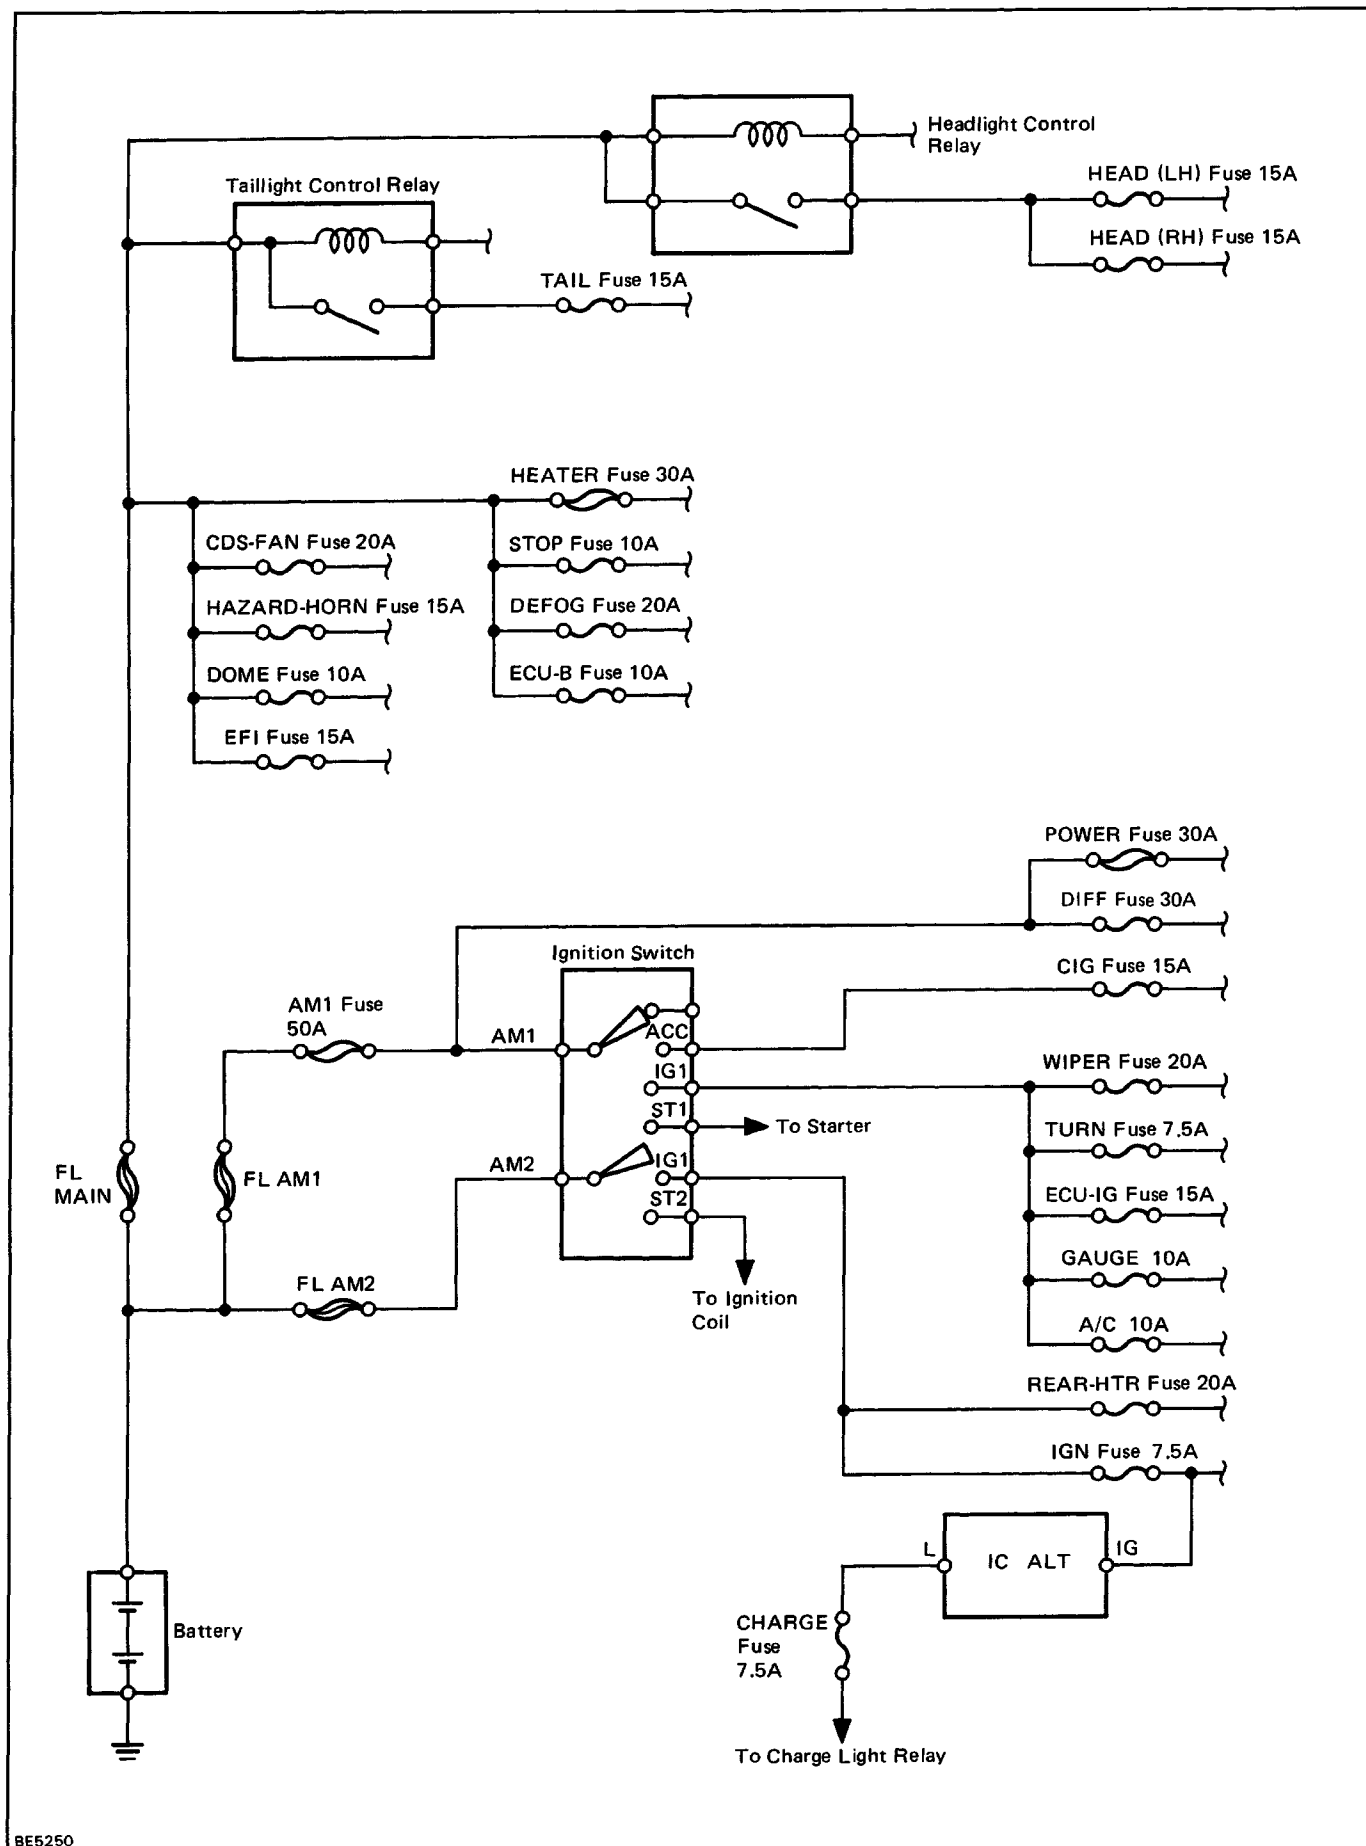 Headlight Control
Relay
HEAD (LH) Fuse 15A
Taillight Control Relay
HEAD (RH) Fuse 15A
TAIL Fuse 15A
HEATER Fuse 30A
CDS-FAN Fuse 20A
STOP Fuse 10A
HAZARD-HORN Fuse 15A
DEFOG Fuse 20A
DOME Fuse 10A
ECU-B Fuse 10A
EFI Fuse 15A
POWER Fuse 30A
DIFF Fuse 30A
Ignition Switch
CIG Fuse 15A
AM1 Fuse
50A
AM1
ACC
IG1
WIPER Fuse 20A
ST1
To Starter
TURN Fuse 7.5A
FL
MAIN
FL AM1
AM2
IG1
ECU-IG Fuse 15A
ST2
GAUGE 10A
FL AM2
To Ignition
Coil
A/C 10A
REAR-HTR Fuse 20A
IGN Fuse 7.5A
L
IC ALT
IG
Battery
CHARGE
Fuse
7.5A
To Charge Light Relay
BE5250